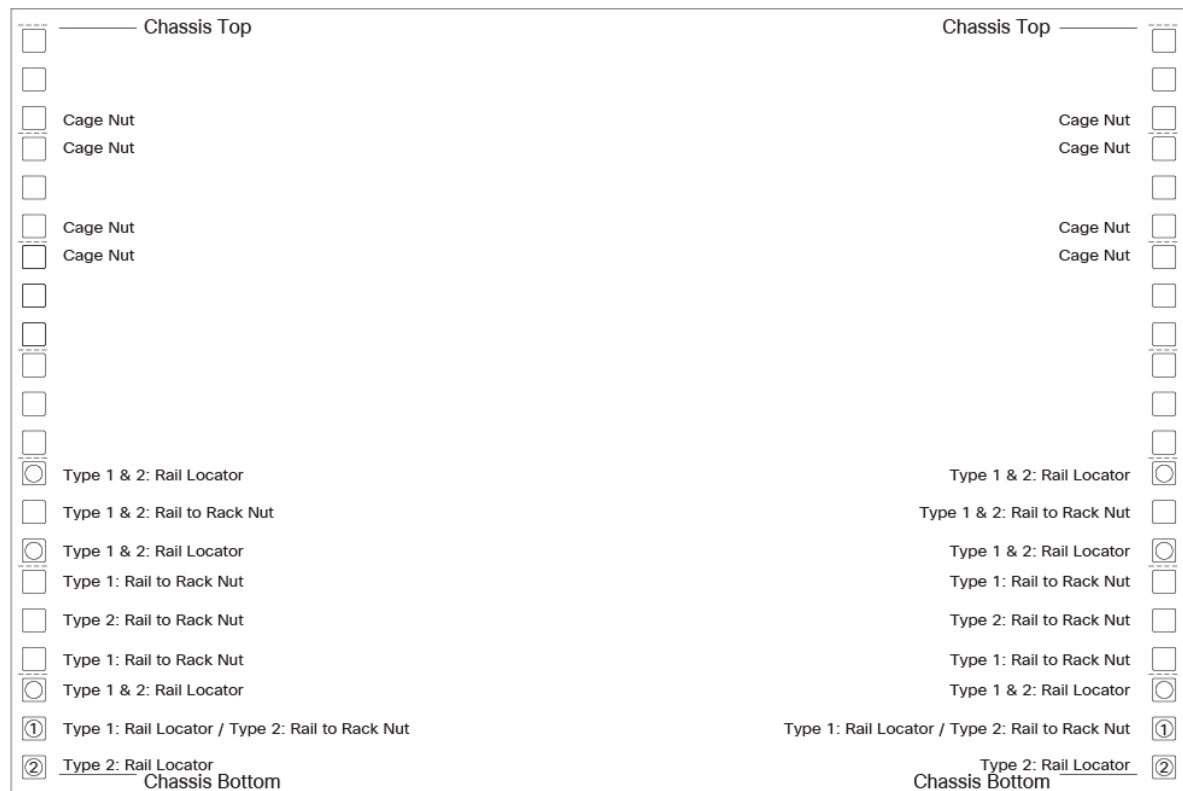 Chassis Top Chassis Top
Cage Nut Cage Nut
Cage Nut Cage Nut
Cage Nut Cage Nut
Cage Nut Cage Nut
Type 1 & 2: Rail Locator Type 1 & 2: Rail Locator
Type 1 & 2: Rail to Rack Nut Type 1 & 2: Rail to Rack Nut
Type 1 & 2: Rail Locator Type 1 & 2: Rail Locator
Type 1: Rail to Rack Nut Type 1: Rail to Rack Nut
Type 2: Rail to Rack Nut Type 2: Rail to Rack Nut
Type 1: Rail to Rack Nut Type 1: Rail to Rack Nut
Type 1 & 2: Rail Locator Type 1 & 2: Rail Locator
① Type 1: Rail Locator / Type 2: Rail to Rack Nut Type 1: Rail Locator / Type 2: Rail to Rack Nut ①
② Type 2: Rail Locator Type 2: Rail Locator ②
Chassis Bottom Chassis Bottom